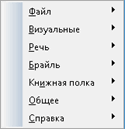 Файл
Визуальные
Речь
Брайль
Книжная полка
Общее
Справка